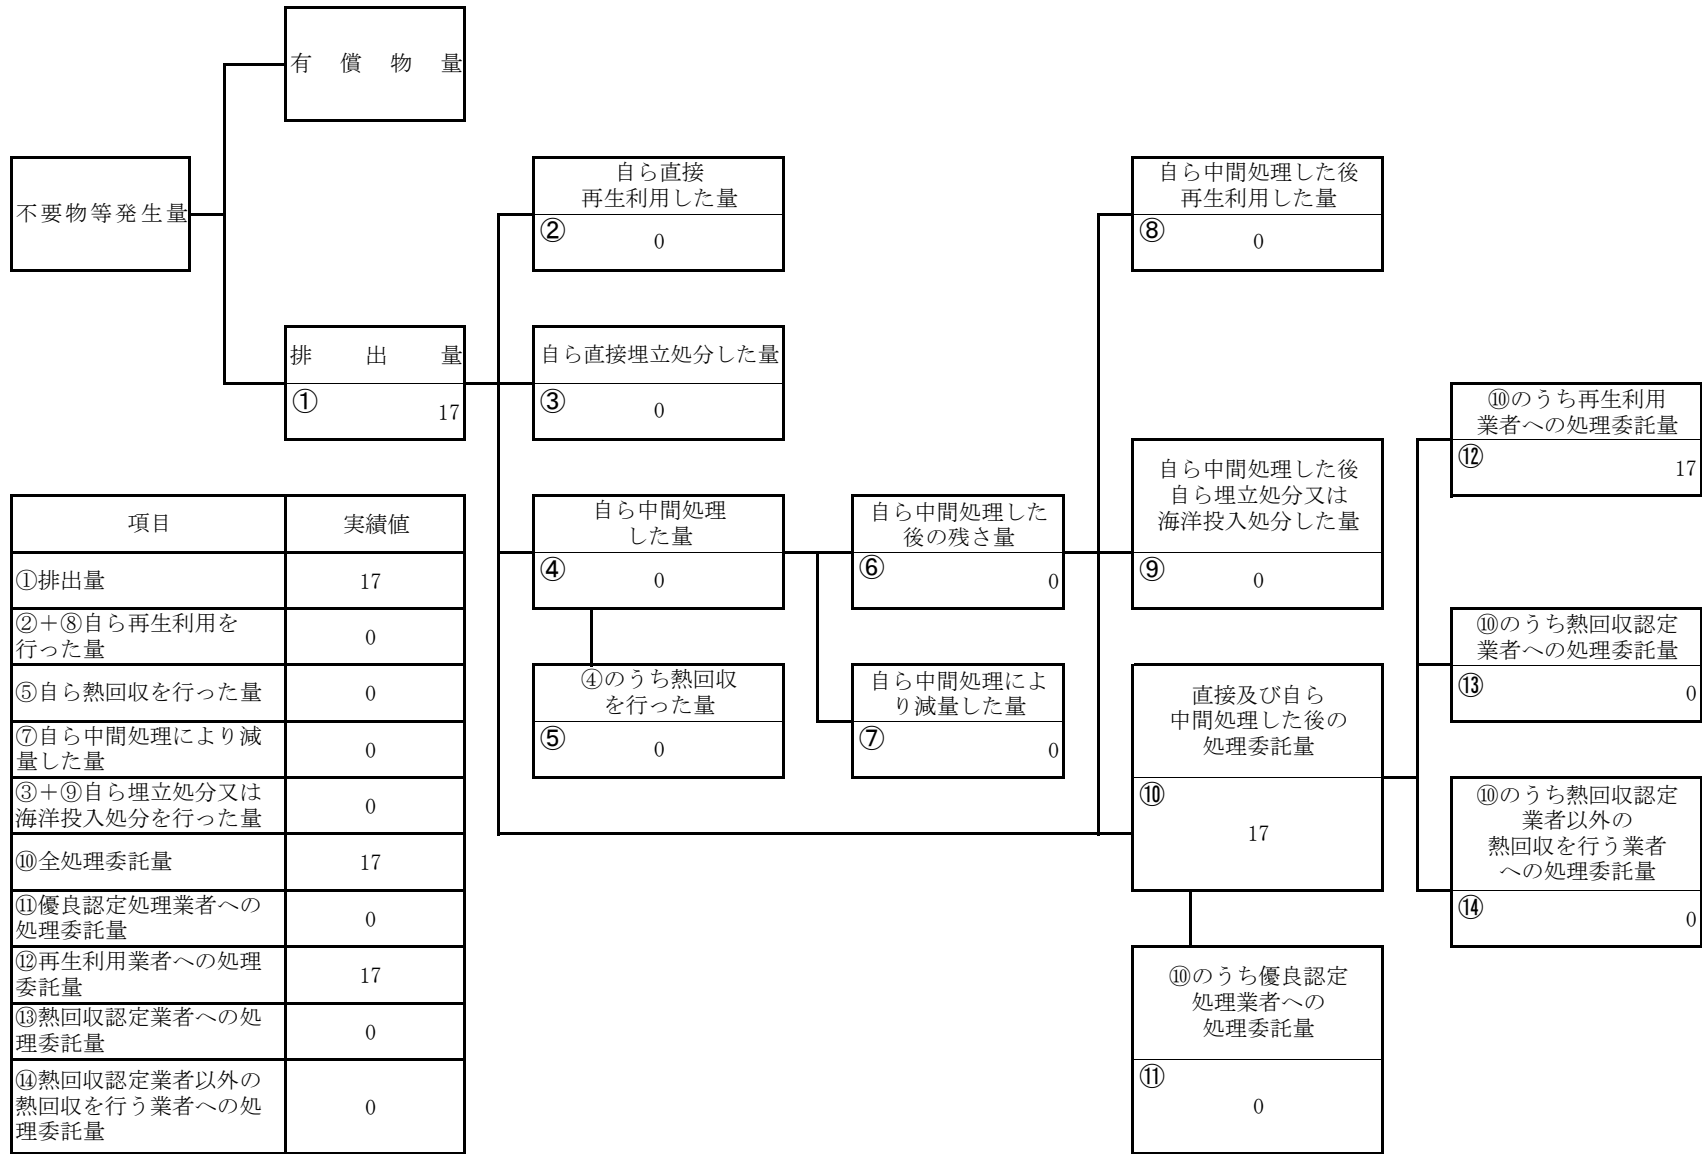 有償物量
不要物等発生量
排出量
①
17
自ら直接
再生利用した量
②
0
自ら直接埋立処分した量
③
0
自ら中間処理
した量
④
0
④のうち熱回収
を行った量
⑤
0
自ら中間処理した
後の残さ量
⑥
0
自ら中間処理によ
り減量した量
⑦
0
自ら中間処理した後
再生利用した量
⑧
0
自ら中間処理した後
自ら埋立処分又は
海洋投入処分した量
⑨
0
直接及び自ら
中間処理した後の
処理委託量
⑩
17
⑩のうち優良認定
処理業者への
処理委託量
⑪
0
⑩のうち再生利用
業者への処理委託量
⑫
17
⑩のうち熱回収認定
業者への処理委託量
⑬
0
⑩のうち熱回収認定
業者以外の
熱回収を行う業者
への処理委託量
⑭
0
項目 実績値
①排出量 17
②+⑧自ら再生利用を
行った量 0
⑤自ら熱回収を行った量 0
⑦自ら中間処理により減
量した量 0
③+⑨自ら埋立処分又は
海洋投入処分を行った量 0
⑩全処理委託量 17
⑪優良認定処理業者への
処理委託量 0
⑫再生利用業者への処理
委託量 17
⑬熱回収認定業者への処
理委託量 0
⑭熱回収認定業者以外の
熱回収を行う業者への処
理委託量 0